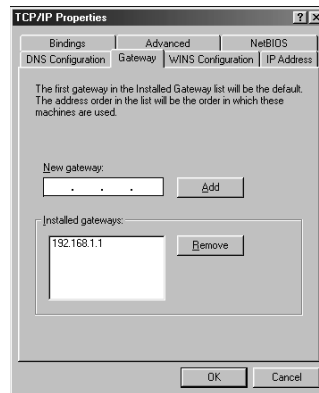 TCP/IP Properties
Bindings Advanced NetBIOS
DNS Configuration Gateway WINS Configuration IP Address
The first gateway in the Installed Gateway list will be the default.
The address order in the list will be the order in which these
machines are used.
New gateway:
. . .
Add
Installed gateways:
192.168.1.1
Remove
OK Cancel